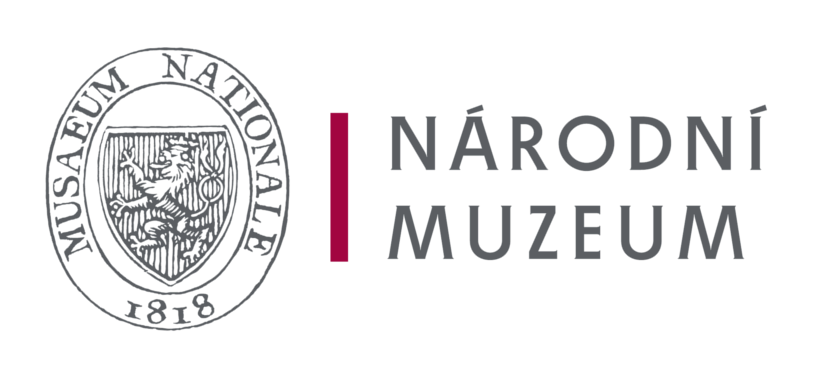 MUSAEUM NATIONALE
1818
NÁRODNÍ
MUZEUM